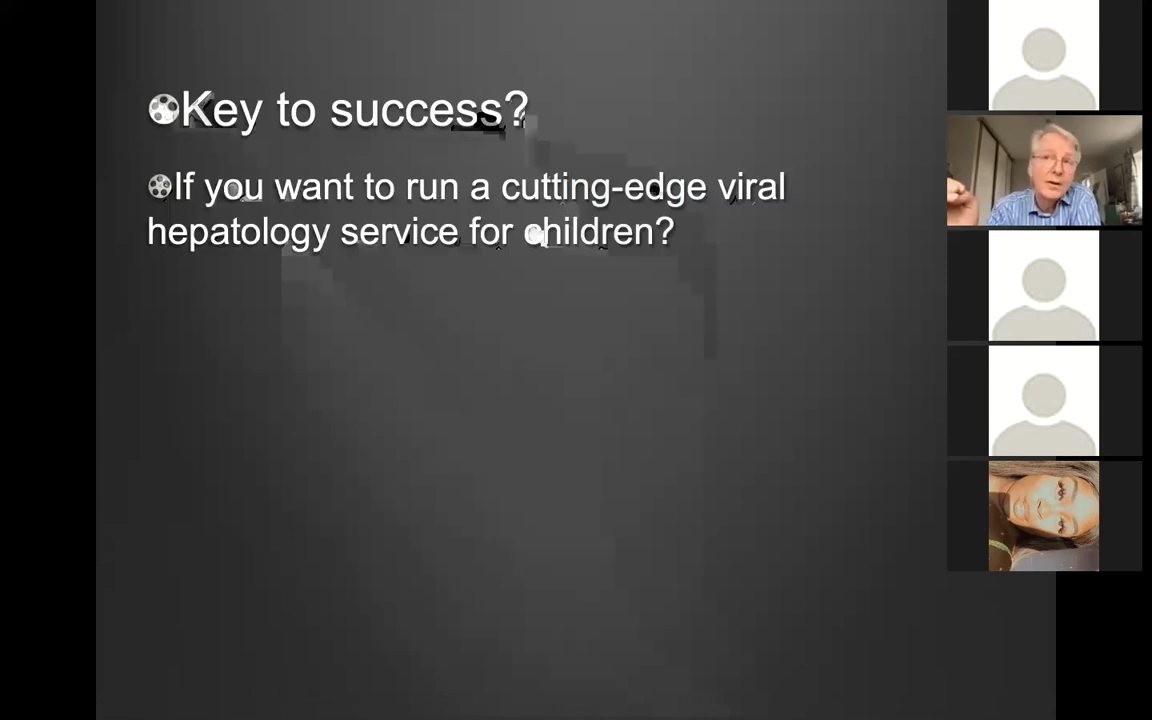 Key to success?
If you want to run a cutting-edge viral
hepatology service for children?